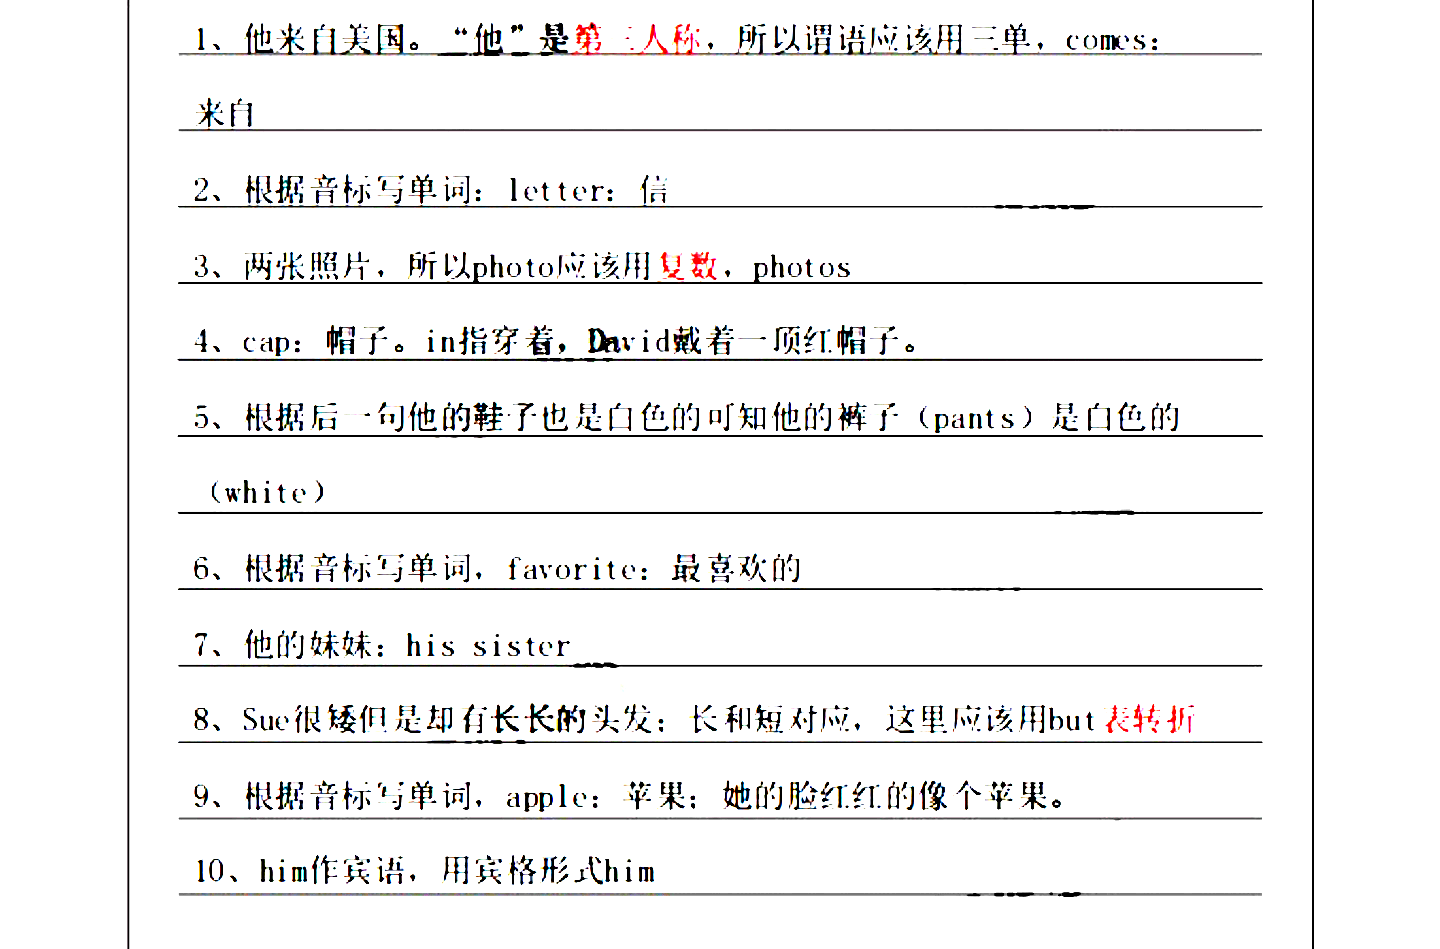 1、他来自美国。“他”是第三人称，所以谓语应该用三单，comes：
来自
2、根据音标写单词：letter：信
3、两张照片，所以photo应该用复数，photos
4、cap：帽子。in指穿着，David戴着一顶红帽子。
5、根据后一句他的鞋子也是白色的可知他的裤子（pants）是白色的
（white）
6、根据音标写单词，favorite：最喜欢的
7、他的妹妹：his sister
8、Sue很矮但是却有长长的头发；长和短对应，这里应该用but表转折
9、根据音标写单词，apple：苹果；她的脸红红的像个苹果。
10、him作宾语，用宾格形式him